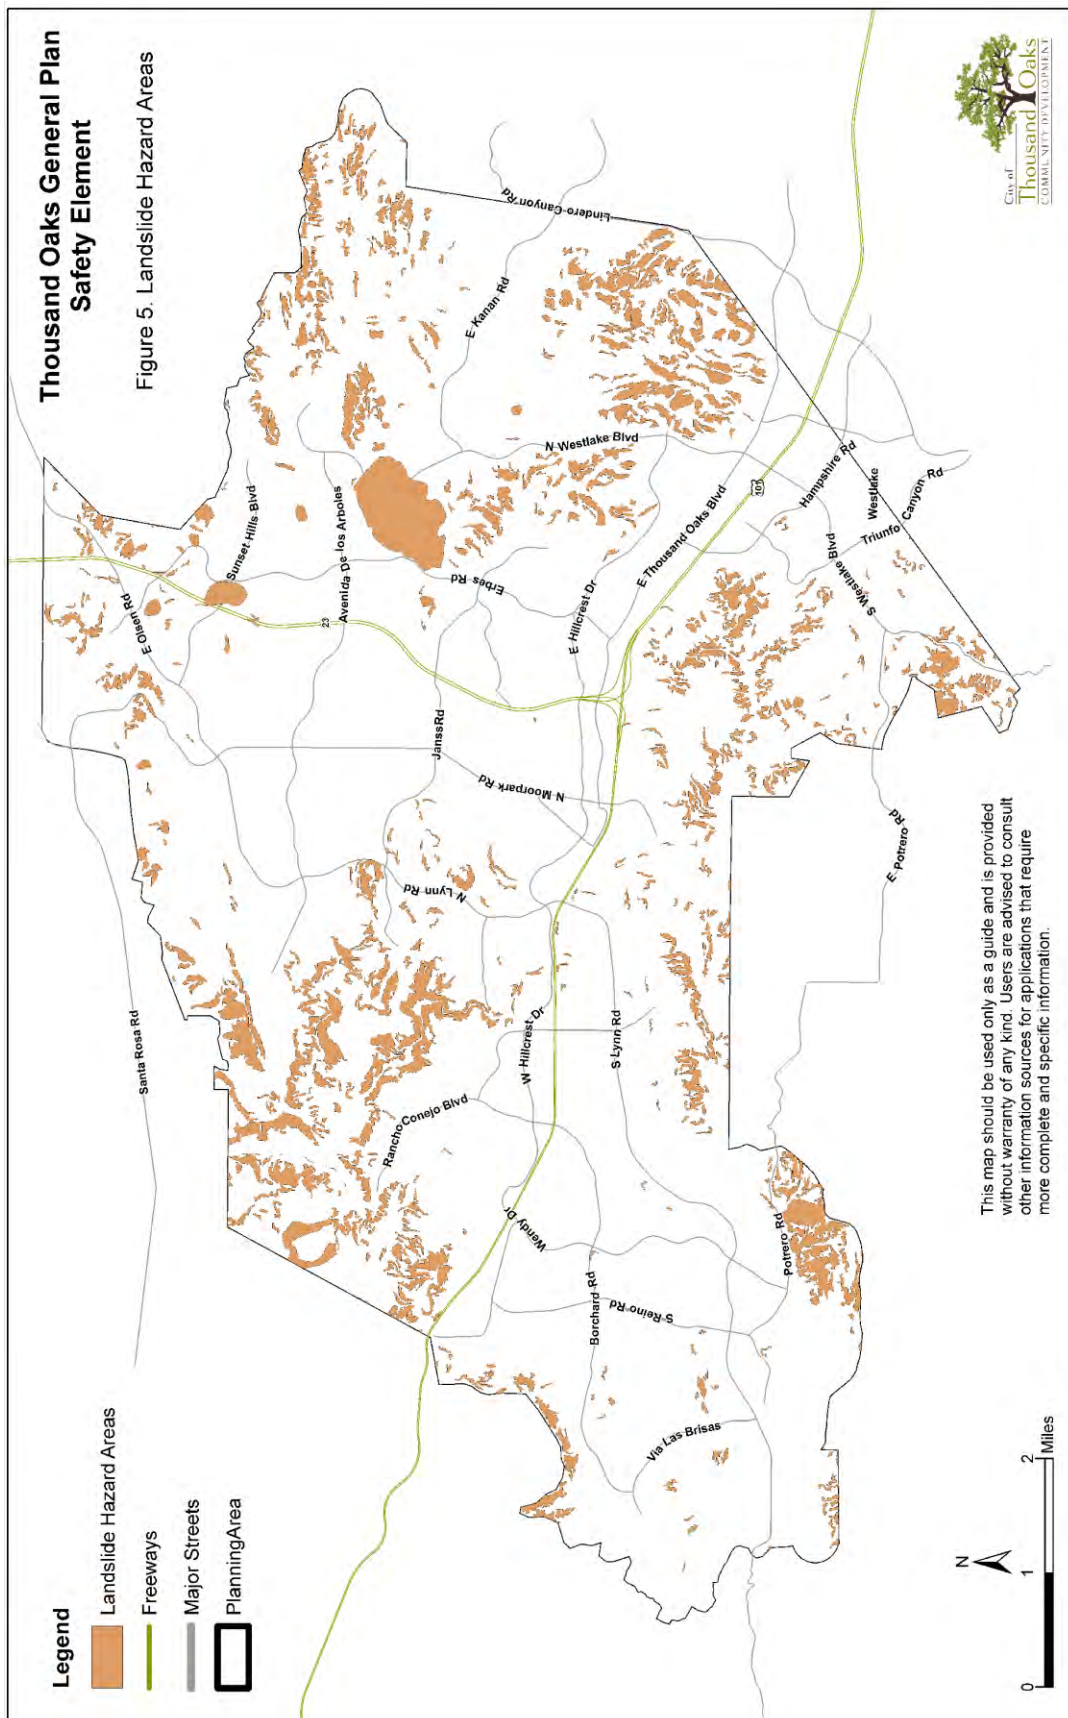 Thousand Oaks General Plan
Safety Element
Figure 5. Landslide Hazard Areas
Legend
Landslide Hazard Areas
Freeways
Major Streets
PlanningArea
Santa Rosa Rd
E Olsen Rd
Sunset Hills Blvd
23
Avenida De los Arboles
Janss Rd
Erbes Rd
N Moorpark Rd
N Lynn Rd
E Kanan Rd
Lindero Canyon Rd
N Westlake Blvd
E Hillcrest Dr
E Thousand Oaks Blvd
101
Hampshire Rd
Westlake
Triunfo Canyon Rd
S Westlake Blvd
E Potrero Rd
W Hillcrest Dr
S Lynn Rd
Rancho Conejo Blvd
Wendy Dr
Borchard Rd
S Reino Rd
Potrero Rd
Via Las Brisas
N
0 1 2
Miles
This map should be used only as a guide and is provided
without warranty of any kind. Users are advised to consult
other information sources for applications that require
more complete and specific information.
City of
Thousand Oaks
COMMUNITY DEVELOPMENT